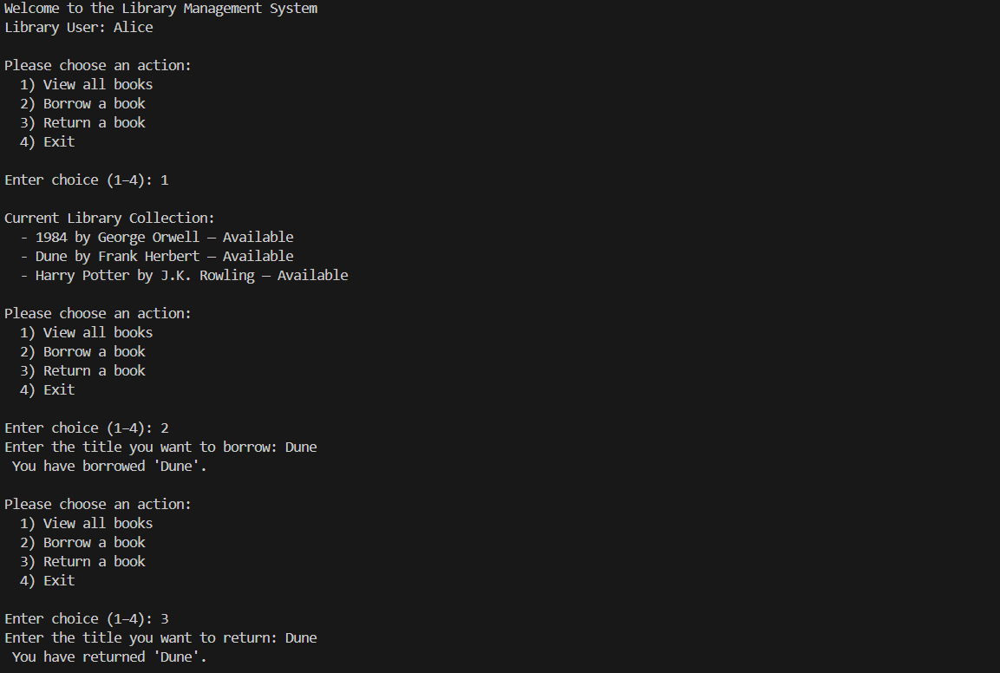 Welcome to the Library Management System
Library User: Alice
Please choose an action:
1) View all books
2) Borrow a book
3) Return a book
4) Exit
Enter choice (1–4): 1
Current Library Collection:
- 1984 by George Orwell — Available
- Dune by Frank Herbert — Available
- Harry Potter by J.K. Rowling — Available
Please choose an action:
1) View all books
2) Borrow a book
3) Return a book
4) Exit
Enter choice (1–4): 2
Enter the title you want to borrow: Dune
You have borrowed 'Dune'.
Please choose an action:
1) View all books
2) Borrow a book
3) Return a book
4) Exit
Enter choice (1–4): 3
Enter the title you want to return: Dune
You have returned 'Dune'.